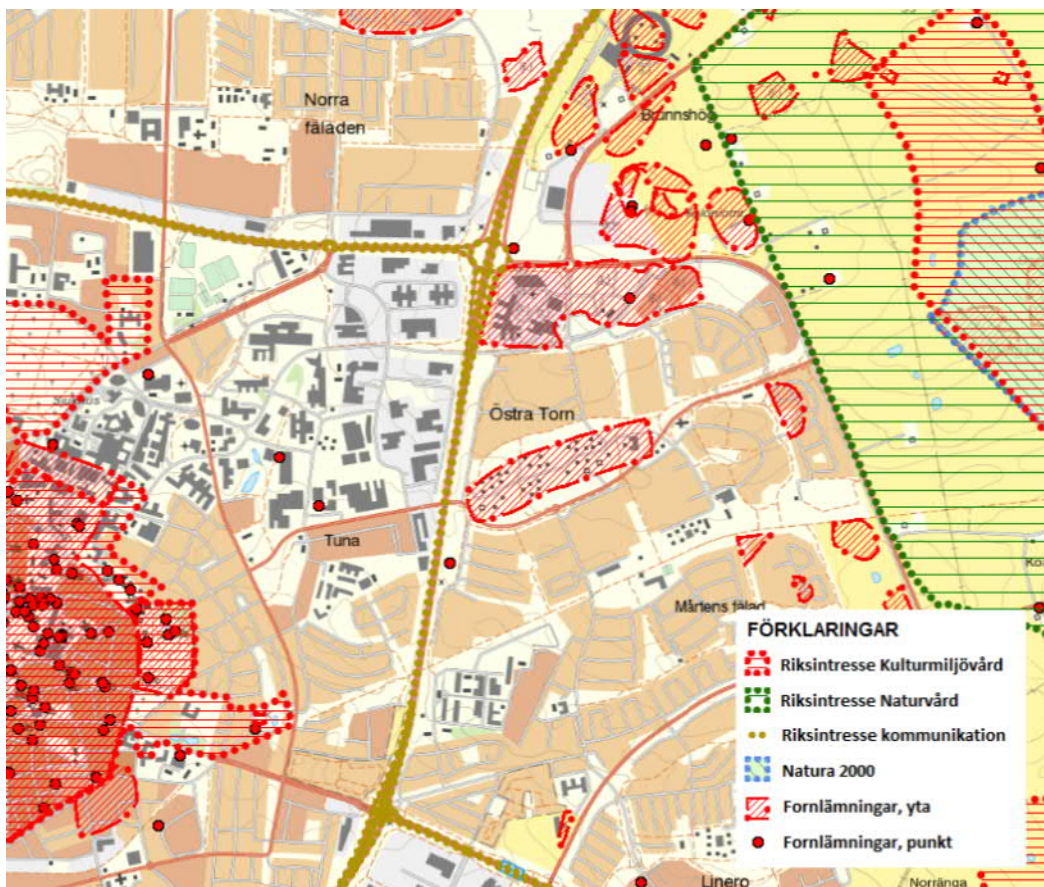 Norra
fäladen
Brunnshög
Östra Torn
Tuna
Mårtens fälad
FÖRKLARINGAR
Riksintresse Kulturmiljövård
Riksintresse Naturvård
Riksintresse kommunikation
Natura 2000
Fornlämningar, yta
Fornlämningar, punkt
Linero
Norränga